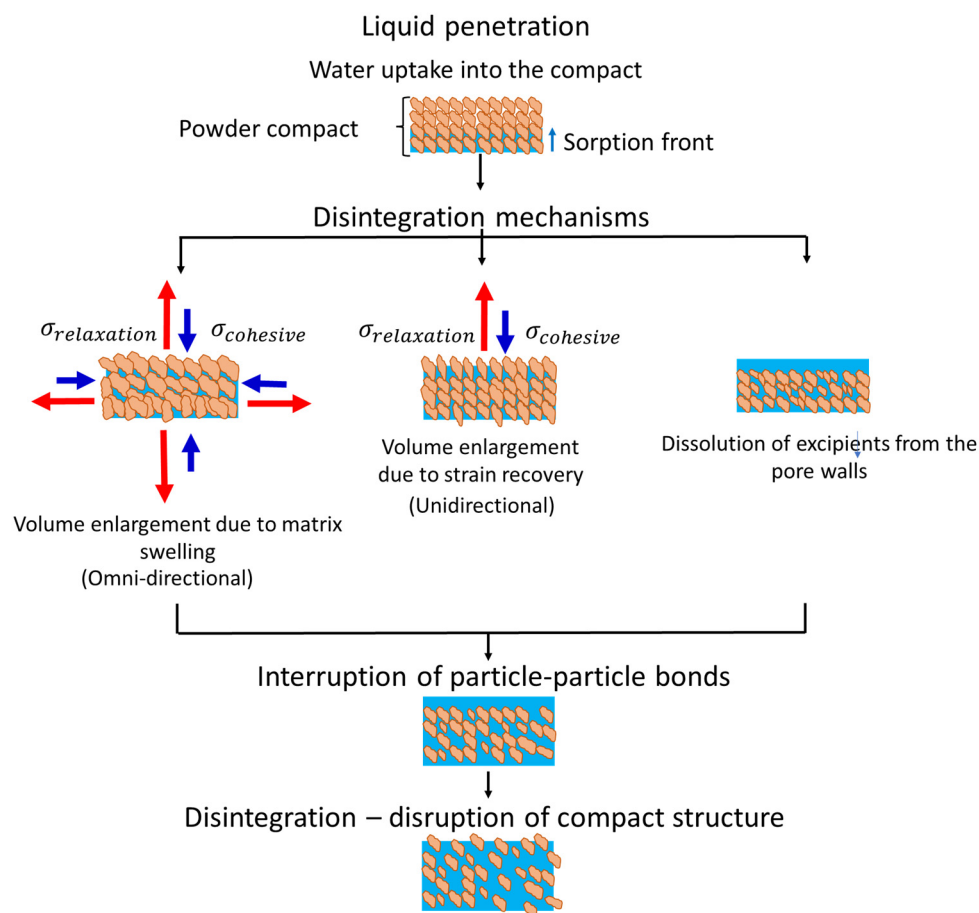 Liquid penetration
Water uptake into the compact
Powder compact
Sorption front
Disintegration mechanisms
σrelaxation
σcohesive
σrelaxation
σcohesive
Volume enlargement due to matrix
swelling
(Omni-directional)
Volume enlargement
due to strain recovery
(Unidirectional)
Dissolution of excipients from the
pore walls
Interruption of particle-particle bonds
Disintegration – disruption of compact structure